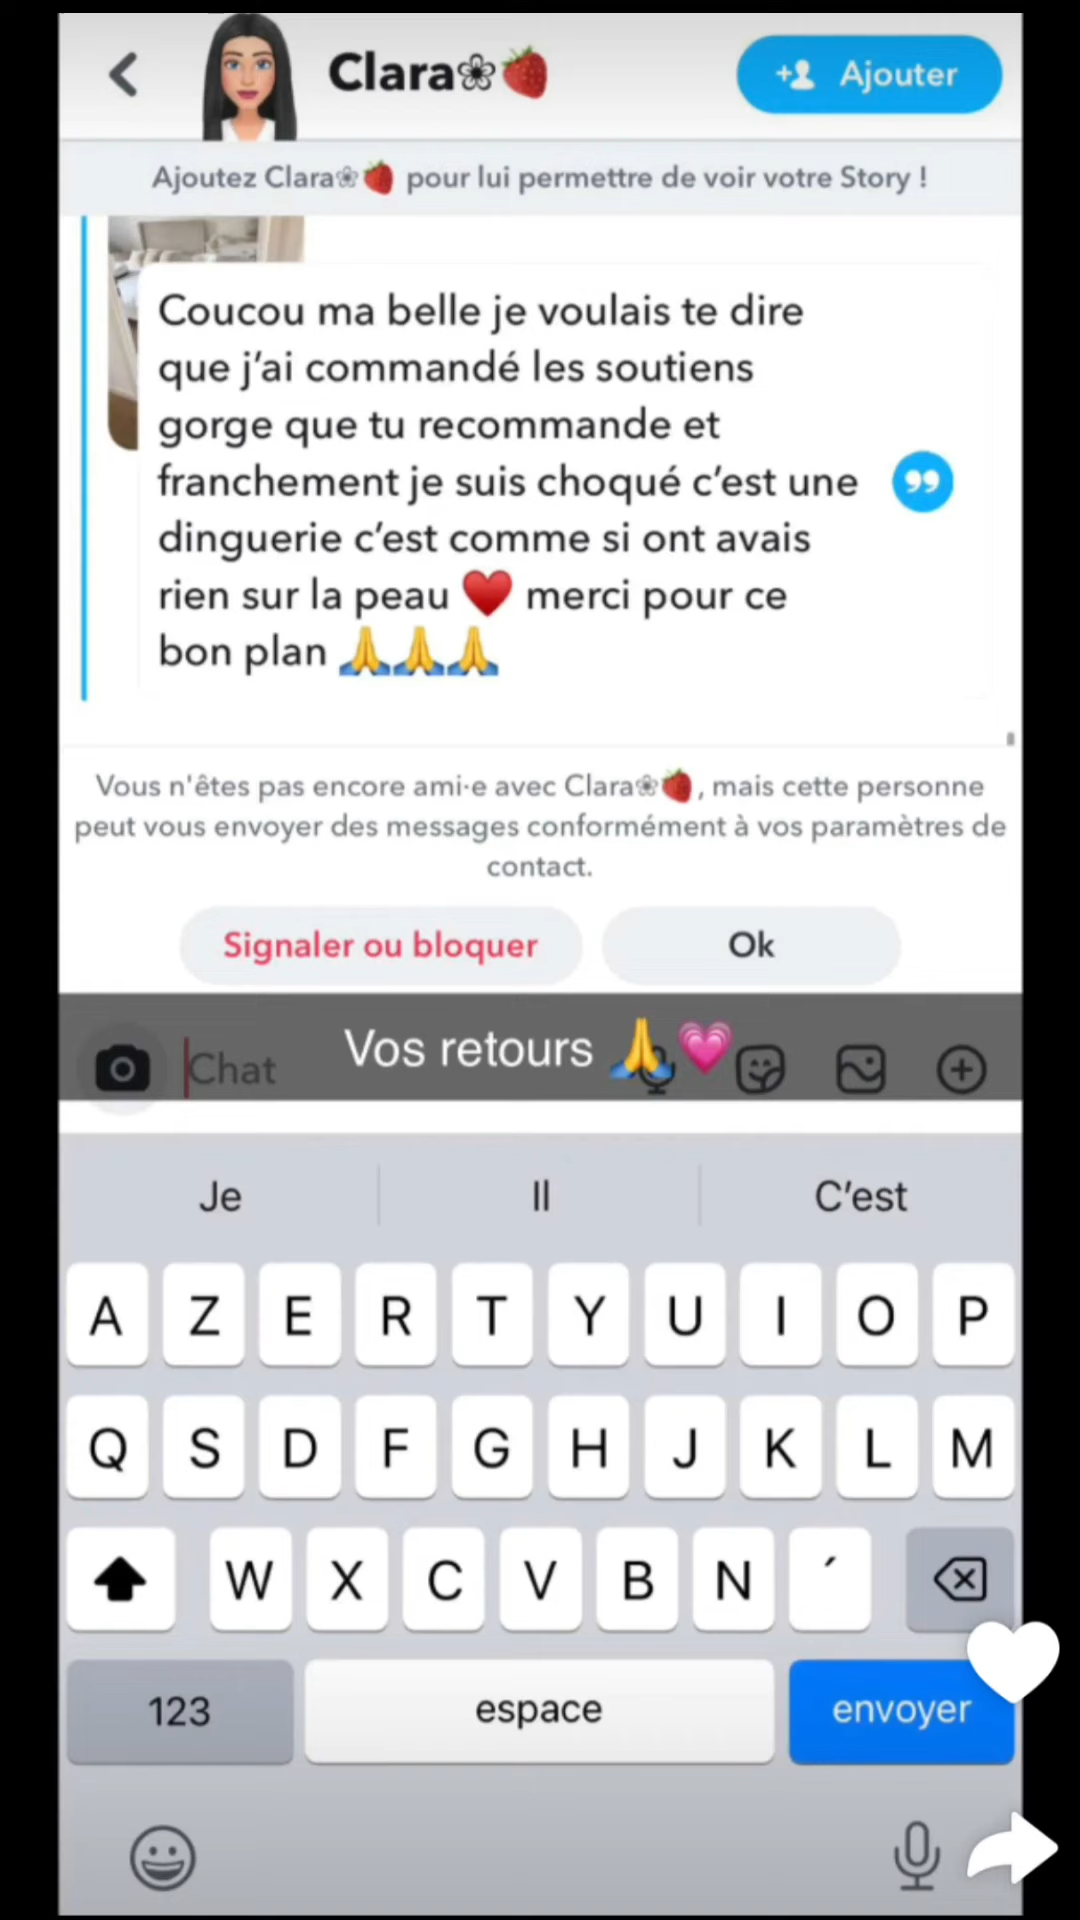 Clara❀🍓
Ajouter
Ajoutez Clara❀🍓 pour lui permettre de voir votre Story !
Coucou ma belle je voulais te dire
que j'ai commandé les soutiens
gorge que tu recommande et
franchement je suis choqué c'est une
dinguerie c'est comme si ont avais
rien sur la peau ♥️ merci pour ce
bon plan 🙏🙏🙏
Vous n'êtes pas encore ami·e avec Clara❀🍓, mais cette personne
peut vous envoyer des messages conformément à vos paramètres de
contact.
Signaler ou bloquer
Ok
Chat
Vos retours 🙏💗
Je Il C'est
A Z E R T Y U I O P
Q S D F G H J K L M
W X C V B N ´
123 espace envoyer